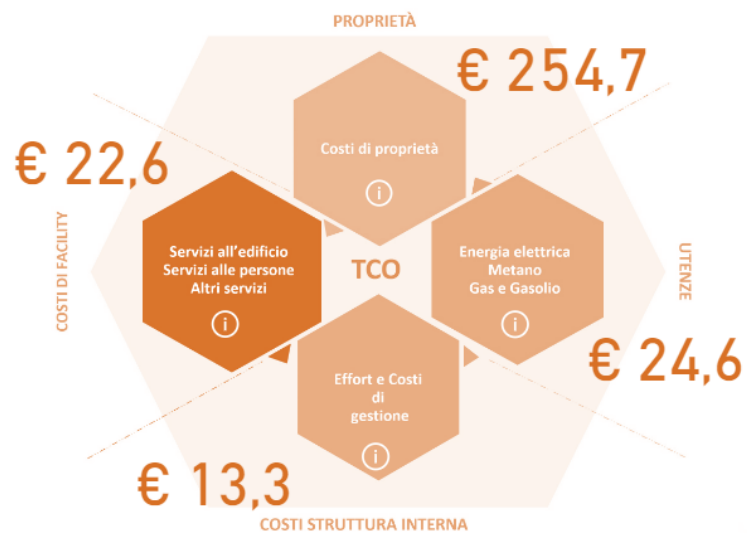 PROPRIETÀ
€ 254,7
Costi di proprietà
i
€ 22,6
COSTI DI FACILITY
Servizi all'edificio
Servizi alle persone
Altri servizi
i
TCO
Energia elettrica
Metano
Gas e Gasolio
i
UTENZE
€ 24,6
Effort e Costi
di
gestione
i
€ 13,3
COSTI STRUTTURA INTERNA